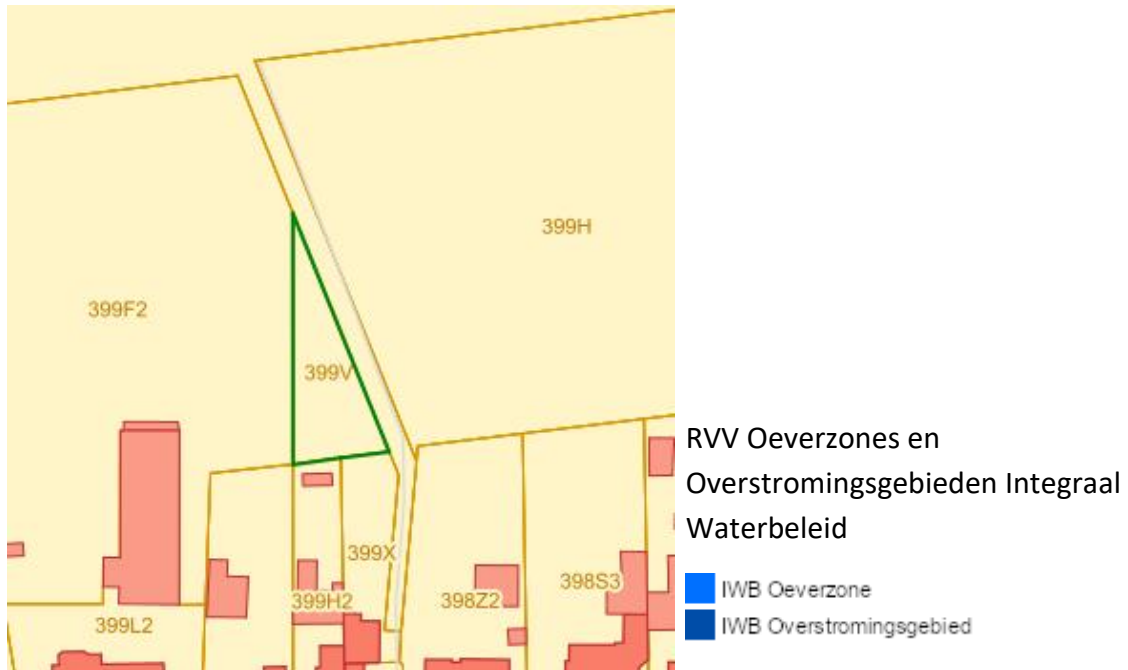 399H
399F2
399V
399X
399H2
398Z2
398S3
399L2
RVV Oeverzones en
Overstromingsgebieden Integraal
Waterbeleid
IWB Oeverzone
IWB Overstromingsgebied